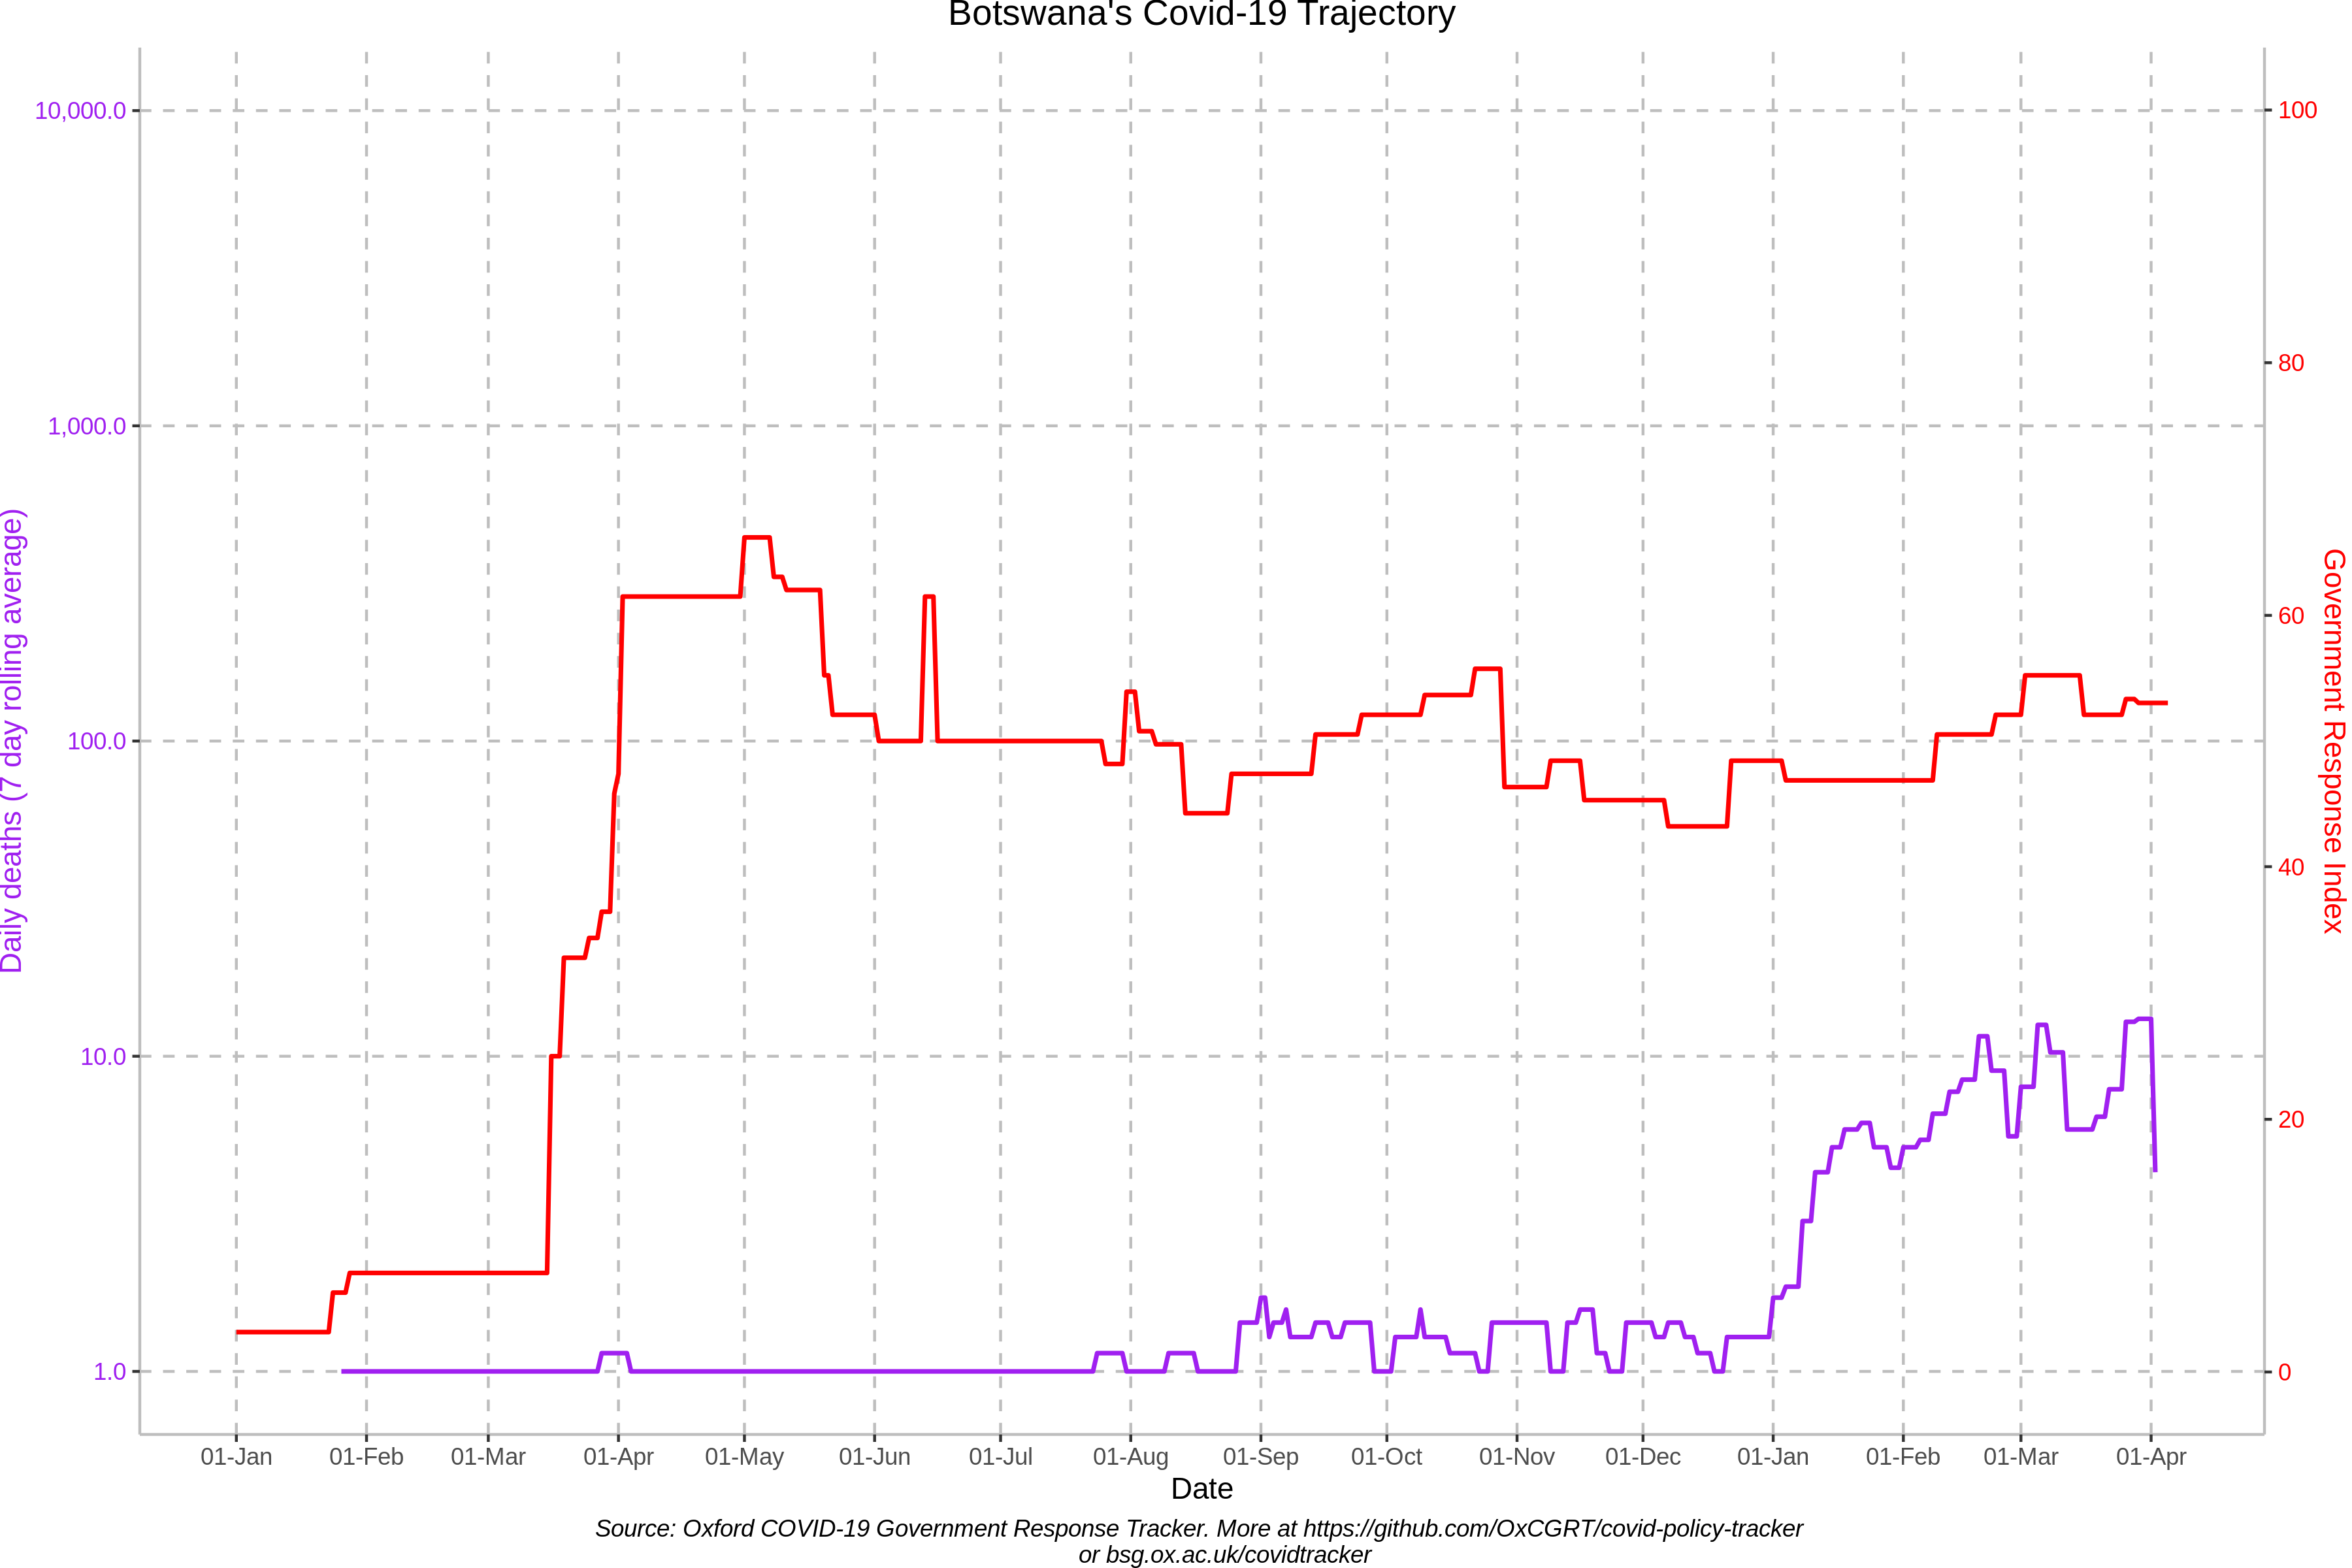 Botswana's Covid-19 Trajectory
10,000.0
1,000.0
100.0
10.0
1.0
Daily deaths (7 day rolling average)
100
80
60
40
20
0
Government Response Index
01-Jan 01-Feb 01-Mar 01-Apr 01-May 01-Jun 01-Jul 01-Aug 01-Sep 01-Oct 01-Nov 01-Dec 01-Jan 01-Feb 01-Mar 01-Apr
Date
Source: Oxford COVID-19 Government Response Tracker. More at https://github.com/OxCGRT/covid-policy-tracker
or bsg.ox.ac.uk/covidtracker